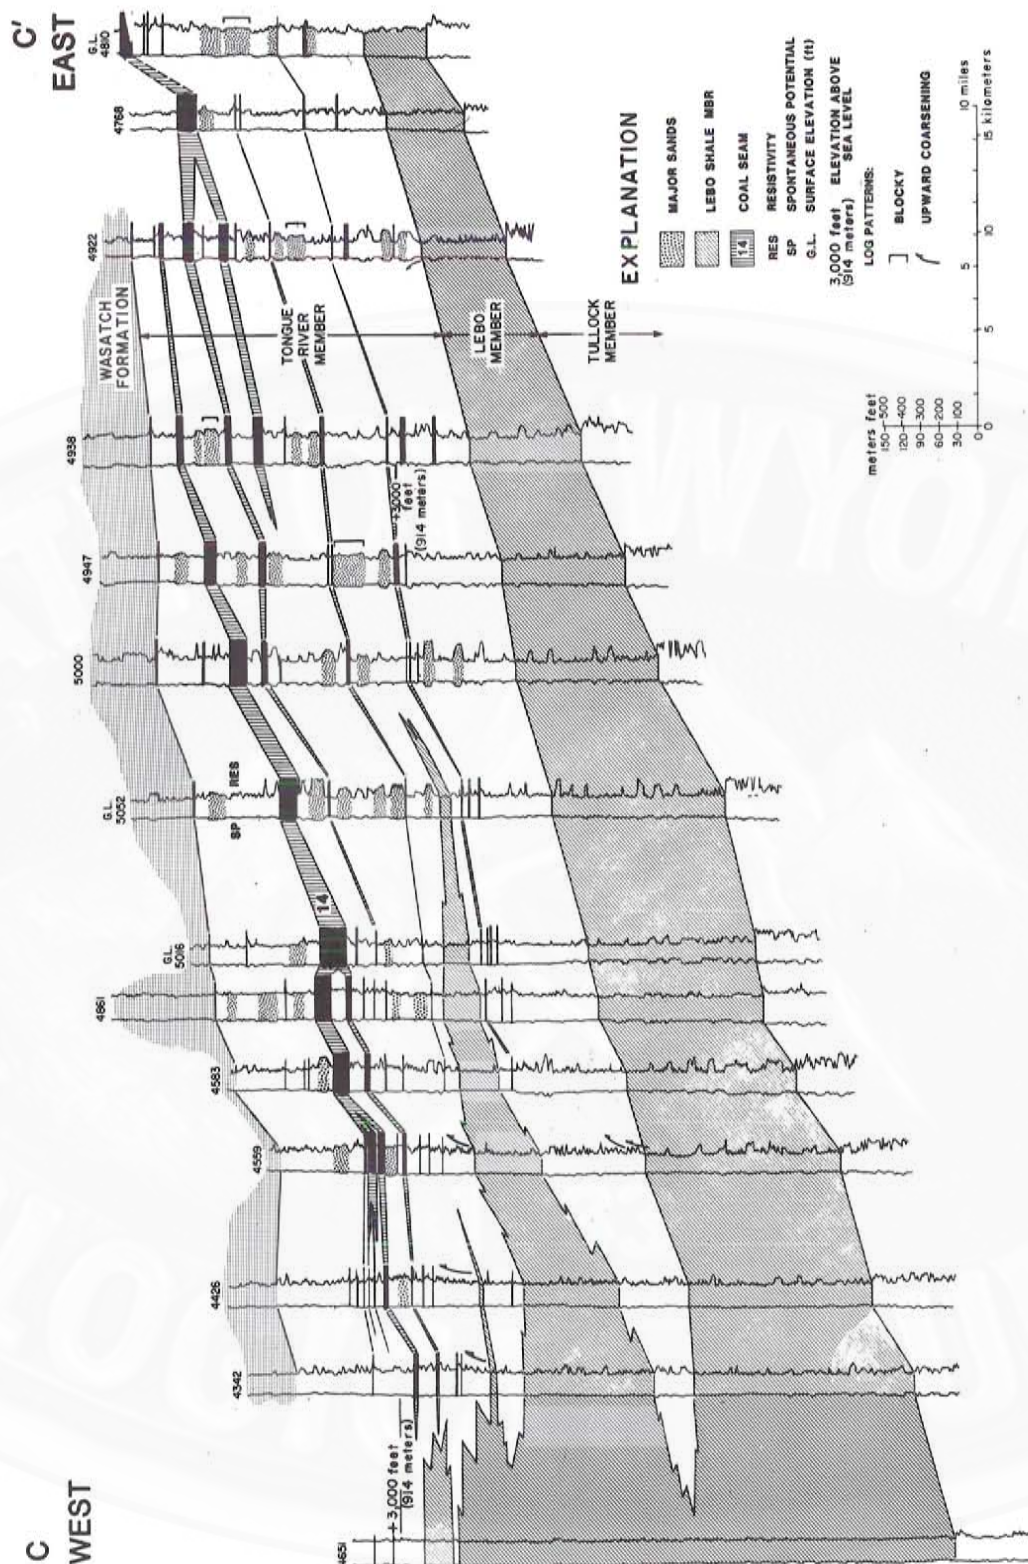 C'
EAST
G.L.
4810
4768
4922
4938
4947
5000
G.L.
5052
G.L.
5016
4861
4583
4559
4426
4342
4651
C
WEST
WASATCH
FORMATION
TONGUE
RIVER
MEMBER
LEBO
MEMBER
TULLOCK
MEMBER
+3,000
feet
(914 meters)
RES
SP
14
+3,000 feet
(914 meters)
EXPLANATION
MAJOR SANDS
LEBO SHALE MBR
14 COAL SEAM
RES RESISTIVITY
SP SPONTANEOUS POTENTIAL
G.L. SURFACE ELEVATION (ft)
3,000 feet ELEVATION ABOVE
(914 meters) SEA LEVEL
LOG PATTERNS:
BLOCKY
UPWARD COARSENING
meters feet
150 500
120 400
90 300
60 200
30 100
0 0
0 5 10 miles
5 10 15 kilometers